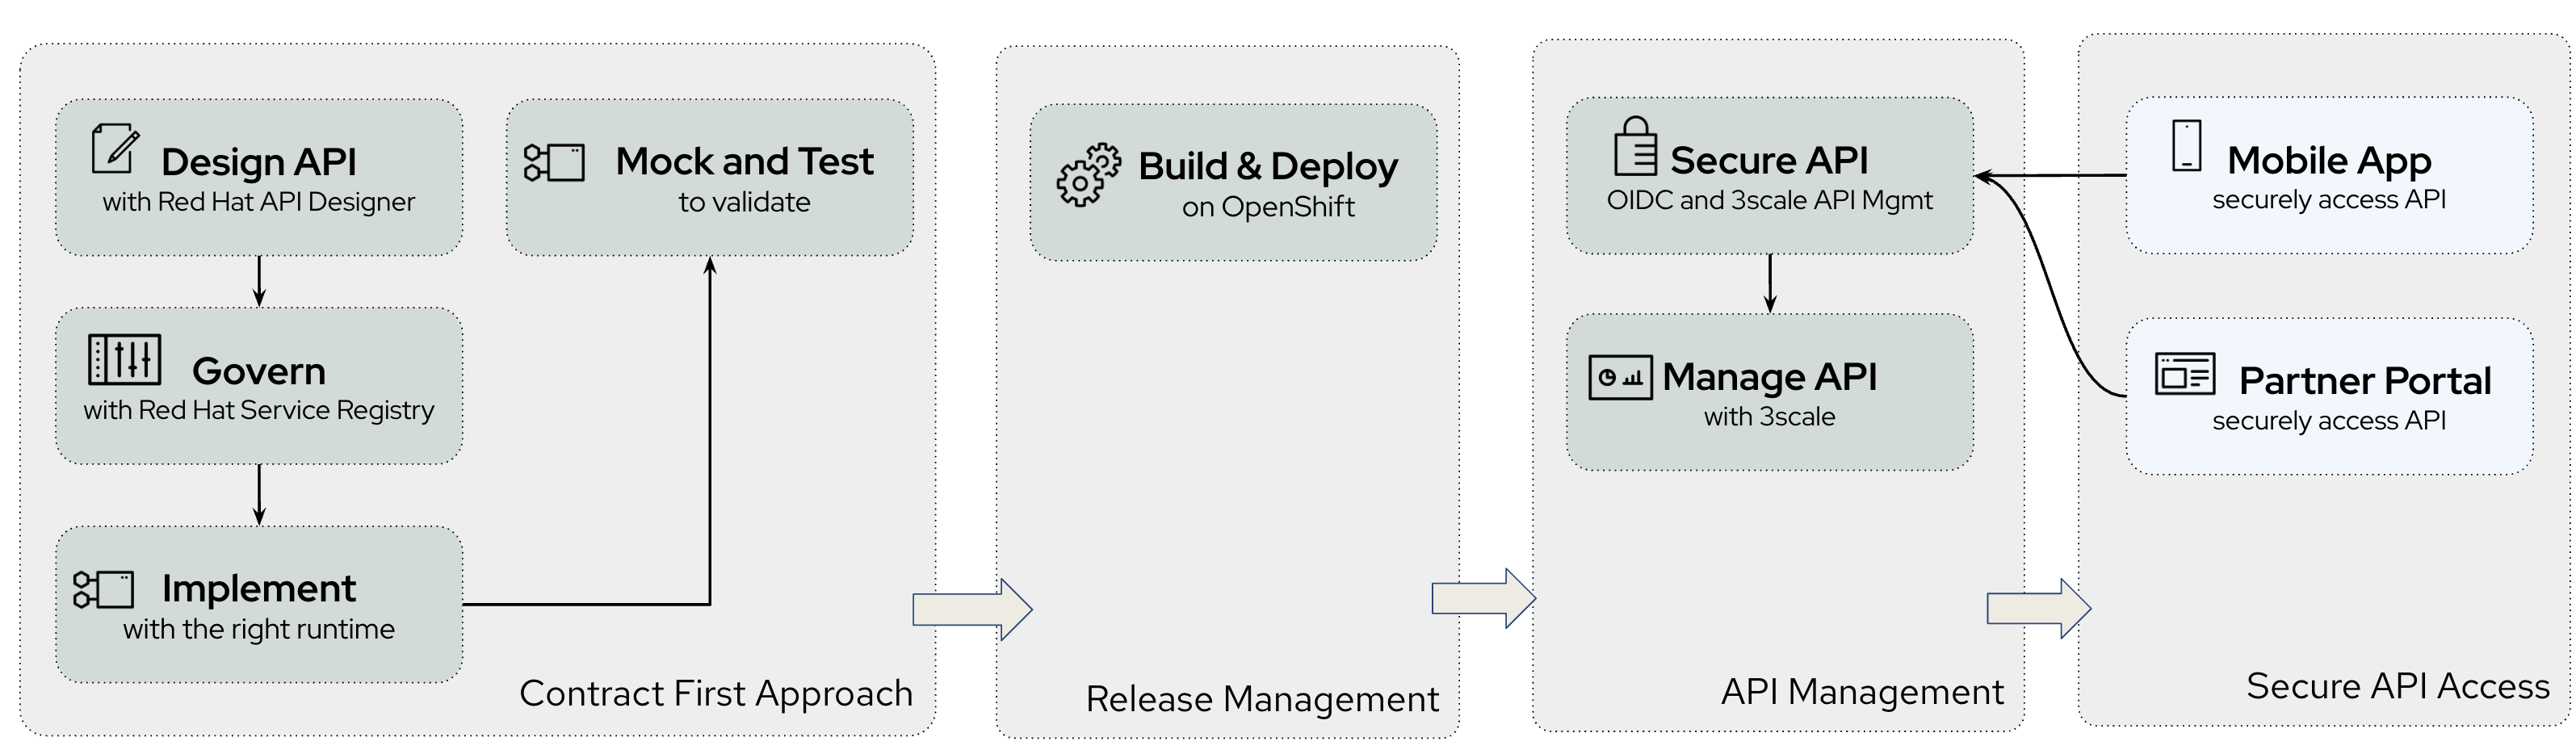 Design API
with Red Hat API Designer
Govern
with Red Hat Service Registry
Implement
with the right runtime
Mock and Test
to validate
Contract First Approach
Build & Deploy
on OpenShift
Release Management
Secure API
OIDC and 3scale API Mgmt
Manage API
with 3scale
API Management
Mobile App
securely access API
Partner Portal
securely access API
Secure API Access